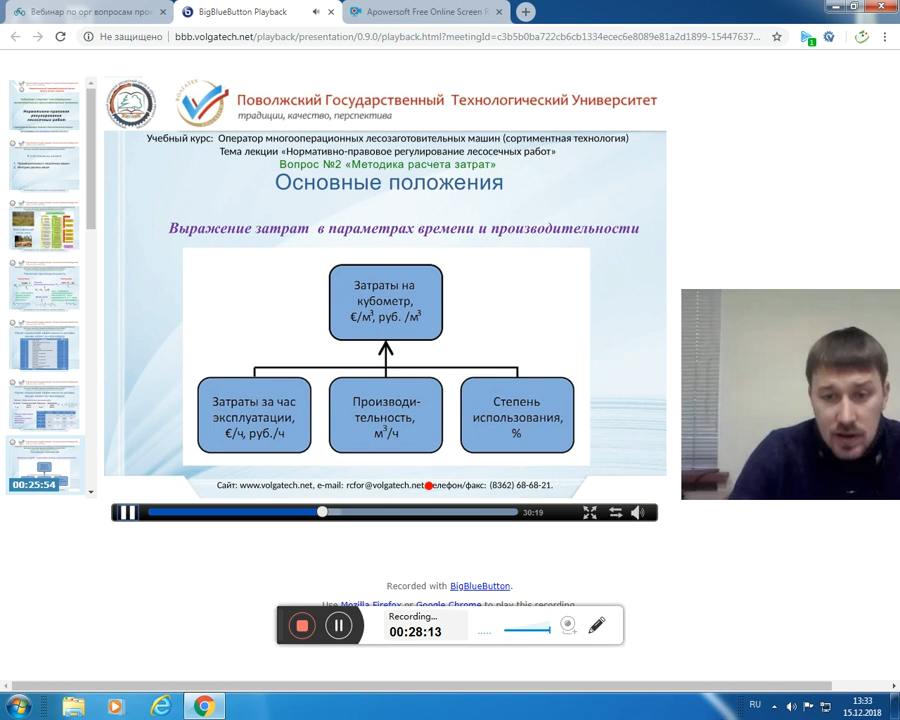 Вебинар по орг вопросам про
BigBlueButton Playback
Apowersoft Free Online Screen R
Не защищено
bbb.volgatech.net/playback/presentation/0.9.0/playback.html?meetingId=c3b5b0ba722cb6cb1334ecec6e8089e81a2d1899-15447637...
1
Поволжский Государственный Технологический Университет
традиции, качество, перспектива
Учебный курс: Оператор многооперационных лесозаготовительных машин (сортиментная технология)
Тема лекции «Нормативно-правовое регулирование лесосечных работ»
Вопрос №2 «Методика расчета затрат»
Основные положения
Выражение затрат в параметрах времени и производительности
Затраты на
кубометр,
€/м³, руб. /м³
Затраты за час
эксплуатации,
€/ч, руб./ч
Производи-
тельность,
м³/ч
Степень
использования,
%
Сайт: www.volgatech.net, e-mail: rcfor@volgatech.net, телефон/факс: (8362) 68-68-21.
00:25:54
30:19
Recorded with BigBlueButton.
Use Mozilla Firefox or Google Chrome to play this recording
Recording...
00:28:13
RU
13:33
15.12.2018